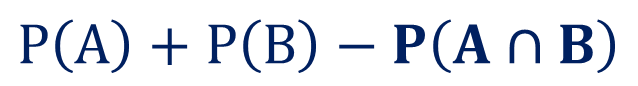 P(A) + P(B) − P(A ∩ B)